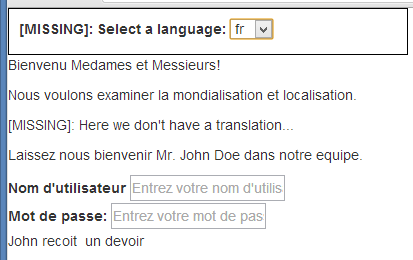 [MISSING]: Select a language: fr
Bienvenu Medames et Messieurs!
Nous voulons examiner la mondialisation et localisation.
[MISSING]: Here we don't have a translation...
Laissez nous bienvenir Mr. John Doe dans notre equipe.
Nom d'utilisateur Entrez votre nom d'utilis
Mot de passe: Entrez votre mot de pas
John recoit  un devoir